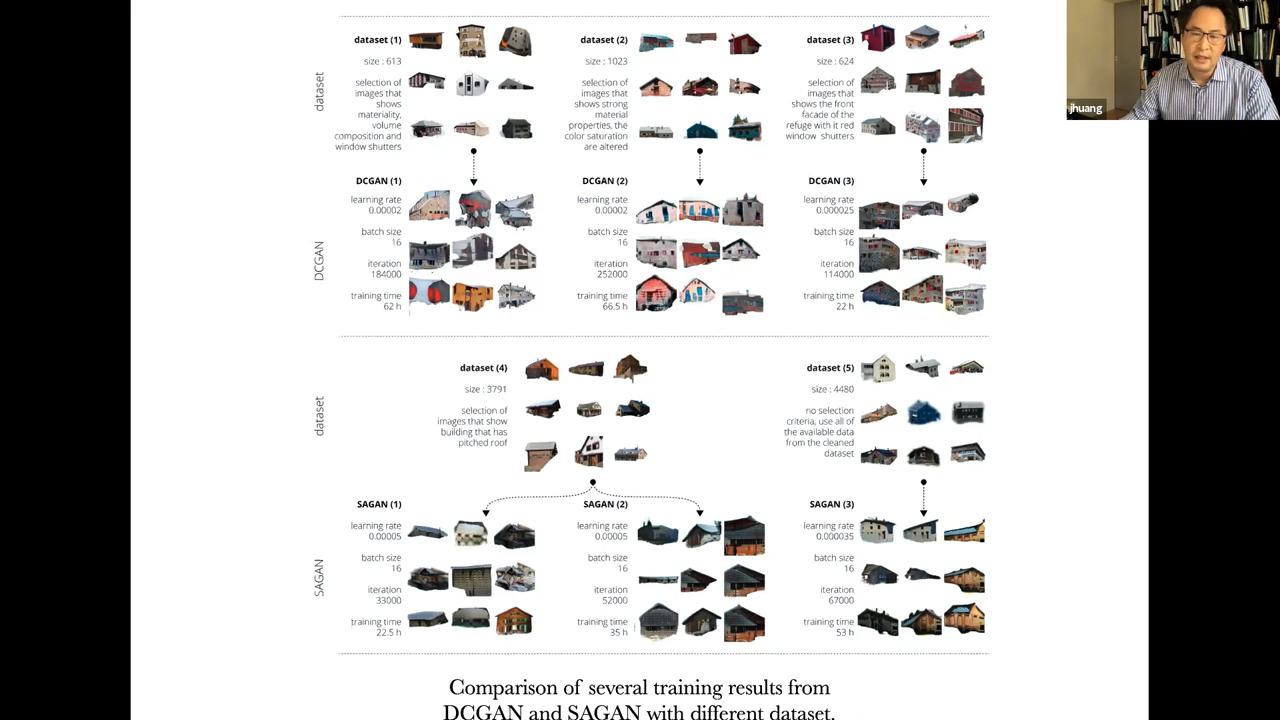 dataset
dataset (1)
size : 613
selection of
images that
shows
materiality,
volume
composition and
window shutters
dataset (2)
size : 1023
selection of
images that
shows strong
material
properties, the
color saturation
are altered
dataset (3)
size : 624
selection of
images that
shows the front
facade of the
refuge with it red
window shutters
jhuang
DCGAN
DCGAN (1)
learning rate
0.00002
batch size
16
iteration
184000
training time
62 h
DCGAN (2)
learning rate
0.00002
batch size
16
iteration
252000
training time
66.5 h
DCGAN (3)
learning rate
0.000025
batch size
16
iteration
114000
training time
22 h
dataset
dataset (4)
size : 3791
selection of
images that show
building that has
pitched roof
dataset (5)
size : 4480
no selection
criteria, use all of
the available data
from the cleaned
dataset
SAGAN
SAGAN (1)
learning rate
0.00005
batch size
16
iteration
33000
training time
22.5 h
SAGAN (2)
learning rate
0.00005
batch size
16
iteration
52000
training time
35 h
SAGAN (3)
learning rate
0.000035
batch size
16
iteration
67000
training time
53 h
Comparison of several training results from
DCGAN and SAGAN with different dataset.